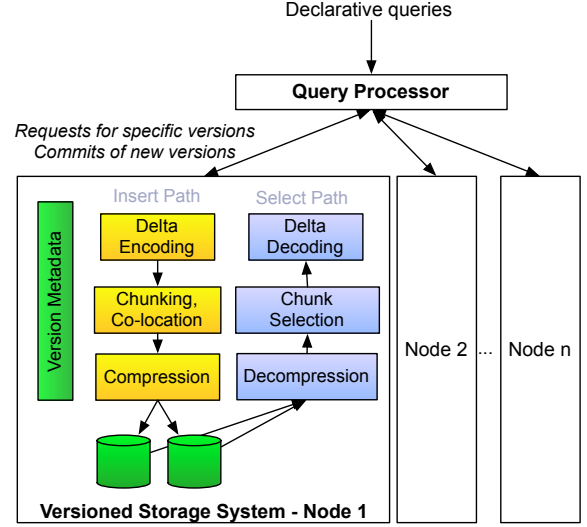 Declarative queries
Query Processor
Requests for specific versions
Commits of new versions
Insert Path
Select Path
Version Metadata
Delta
Encoding
Delta
Decoding
Chunking,
Co-location
Chunk
Selection
Compression
Decompression
Node 2
...
Node n
Versioned Storage System - Node 1